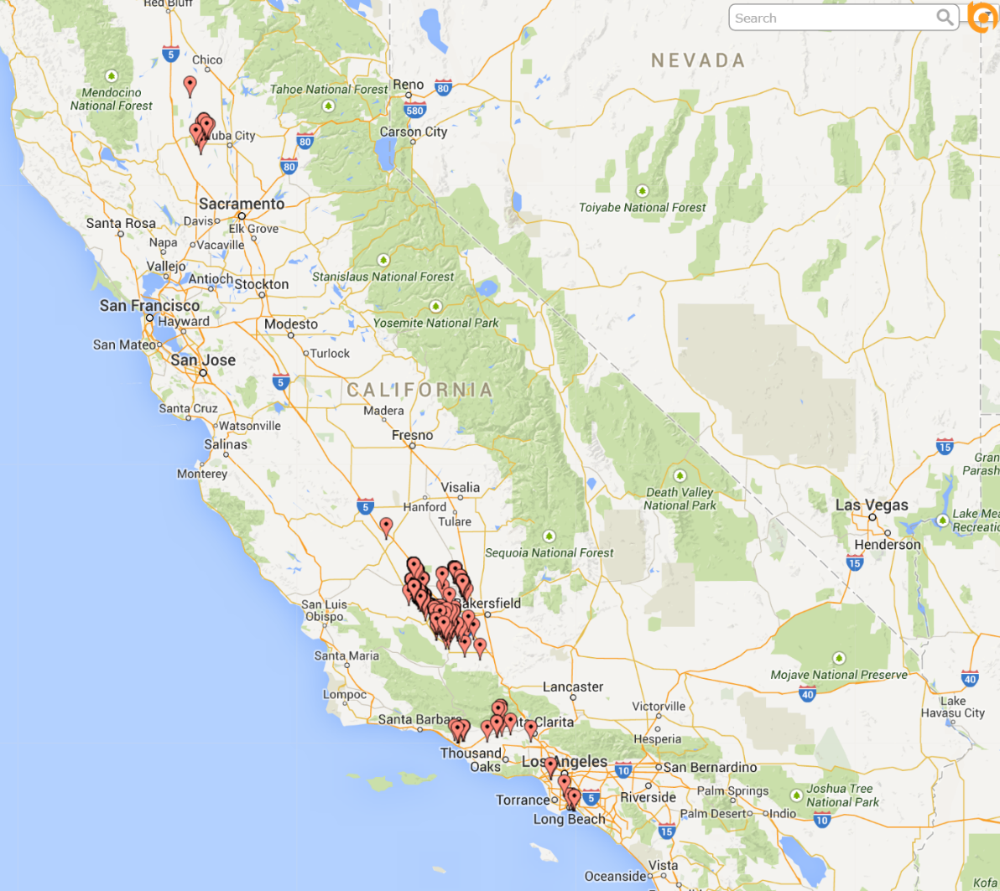 Red Bluff
Search
5
Chico
NEVADA
Mendocino
National Forest
Tahoe National Forest
Reno
80
580
Carson City
Yuba City
80
80
Toiyabe National Forest
Sacramento
Davis
Elk Grove
Santa Rosa
Napa
Vacaville
Vallejo
Antioch
Stockton
Stanislaus National Forest
San Francisco
Hayward
Modesto
Yosemite National Park
San Mateo
Turlock
San Jose
5
CALIFORNIA
Santa Cruz
Madera
Watsonville
Salinas
Fresno
15
Gran
Parash
Monterey
Visalia
Death Valley
National Park
5
Hanford
Tulare
Las Vegas
Lake Mea
Recreatio
Henderson
Sequoia National Forest
15
San Luis
Obispo
Bakersfield
Santa Maria
Mojave National Preserve
40
40
Lompoc
Lancaster
Victorville
Lake
Havasu City
Santa Barbara
nta Clarita
Hesperia
Thousand
Oaks
Los Angeles
10
San Bernardino
Torrance
5
Riverside
Palm Springs
Joshua Tree
National Park
Long Beach
Palm Desert
Indio
10
15
Vista
Oceanside
Kofa